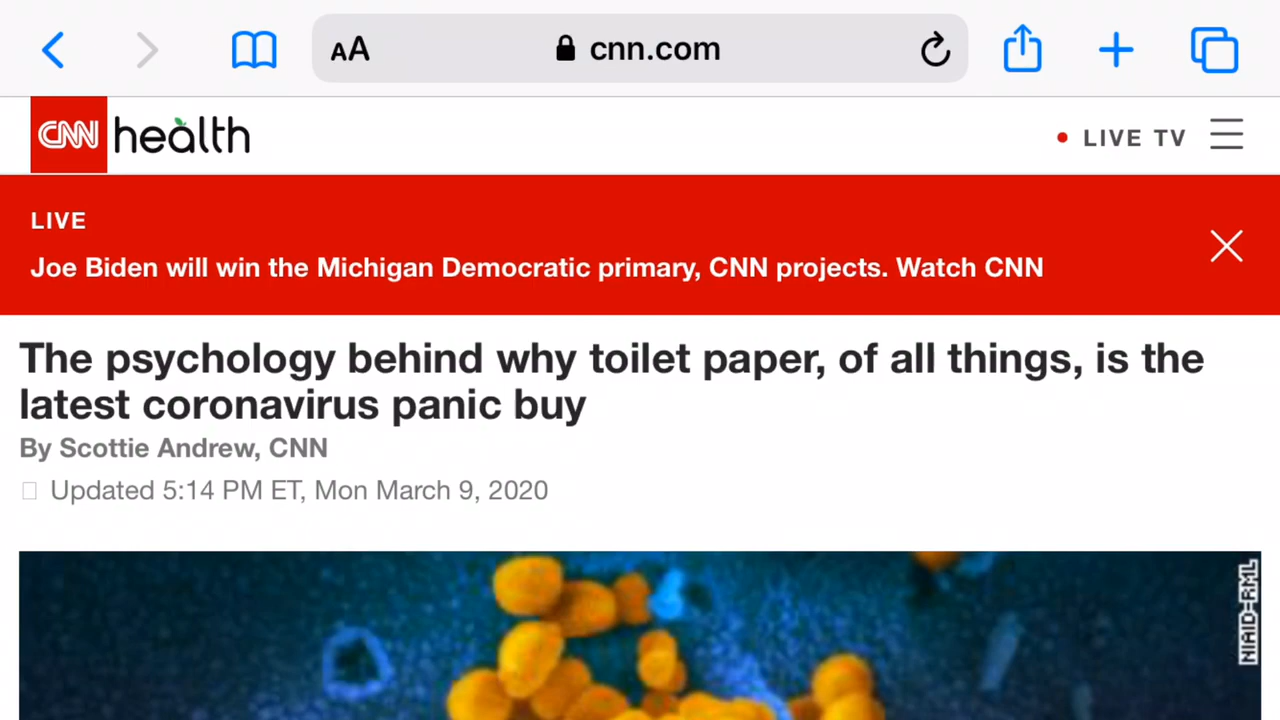 AA cnn.com
CNN health
LIVE TV
LIVE
Joe Biden will win the Michigan Democratic primary, CNN projects. Watch CNN
The psychology behind why toilet paper, of all things, is the
latest coronavirus panic buy
By Scottie Andrew, CNN
Updated 5:14 PM ET, Mon March 9, 2020
NIAID-RML